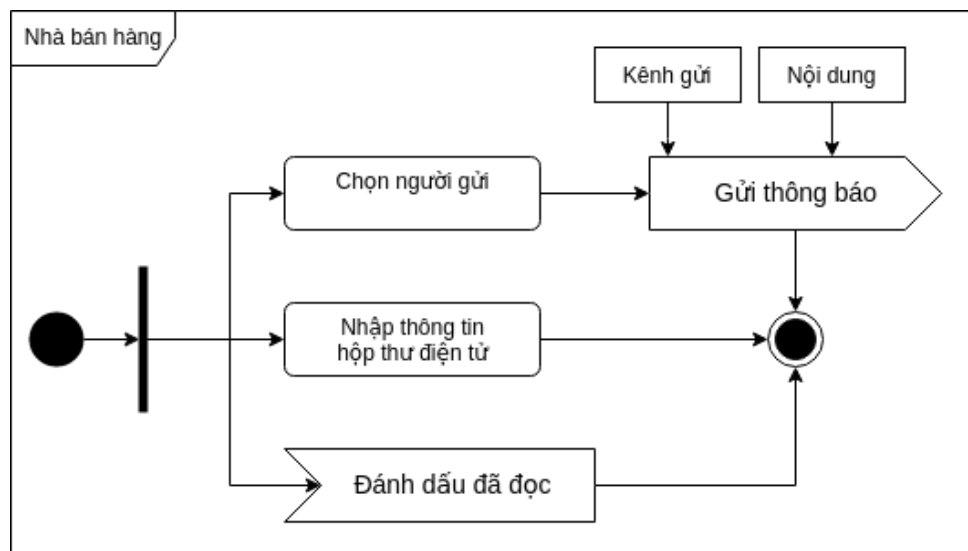 Nhà bán hàng
Kênh gửi
Nội dung
Chọn người gửi
Gửi thông báo
Nhập thông tin
hộp thư điện tử
Đánh dấu đã đọc